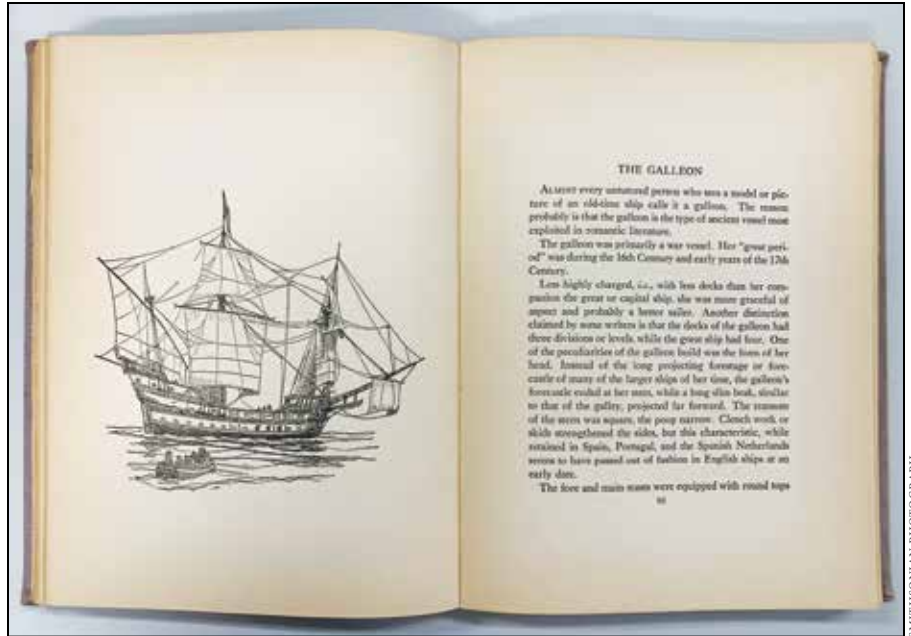 THE GALLEON
ALMOST every untutored person who sees a model or pic-
ture of an old-time ship calls it a galleon. The reason
probably is that the galleon is the type of ancient vessel most
exploited in romantic literature.
The galleon was primarily a war vessel. Her "great peri-
od" was during the 16th Century and early years of the 17th
Century.
Less highly charged, i.e., with less decks than her com-
panion the great or capital ship, she was more graceful of
aspect and probably a better sailer. Another distinction
claimed by some writers is that the decks of the galleon had
three divisions or levels, while the great ship had four. One
of the peculiarities of the galleon build was the form of her
head. Instead of the long projecting forestage or fore-
castle of many of the larger ships of her time, the galleon's
forecastle ended at her stem, while a long slim beak, similar
to that of the galley, projected far forward. The transom
of the stern was square, the poop narrow. Clench work or
skids strengthened the sides, but this characteristic, while
retained in Spain, Portugal, and the Spanish Netherlands
seems to have passed out of fashion in English ships at an
early date.
The fore and main masts were equipped with round tops
SMITHSONIAN PHOTOGRAPH